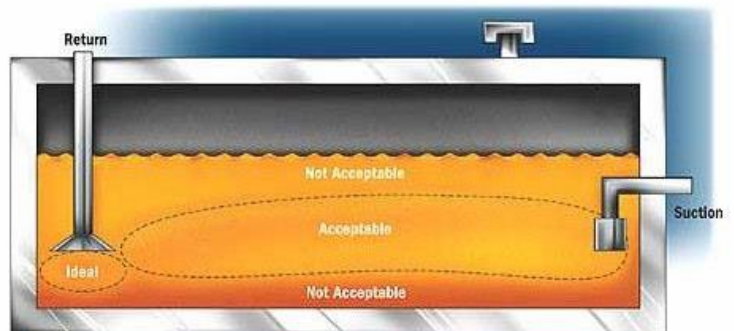 Return
Not Acceptable
Suction
Acceptable
Ideal
Not Acceptable